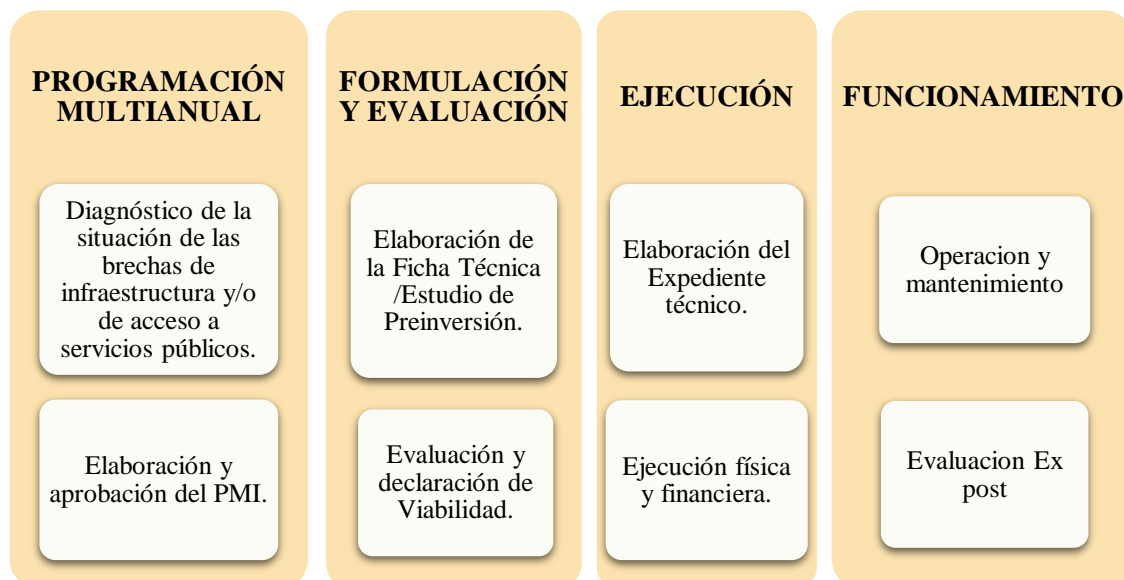 PROGRAMACIÓN
MULTIANUAL
Diagnóstico de la
situación de las
brechas de
infraestructura y/o
de acceso a
servicios públicos.
Elaboración y
aprobación del PMI.
FORMULACIÓN
Y EVALUACIÓN
Elaboración de
la Ficha Técnica
/Estudio de
Preinversión.
Evaluación y
declaración de
Viabilidad.
EJECUCIÓN
Elaboración del
Expediente
técnico.
Ejecución física
y financiera.
FUNCIONAMIENTO
Operacion y
mantenimiento
Evaluacion Ex
post